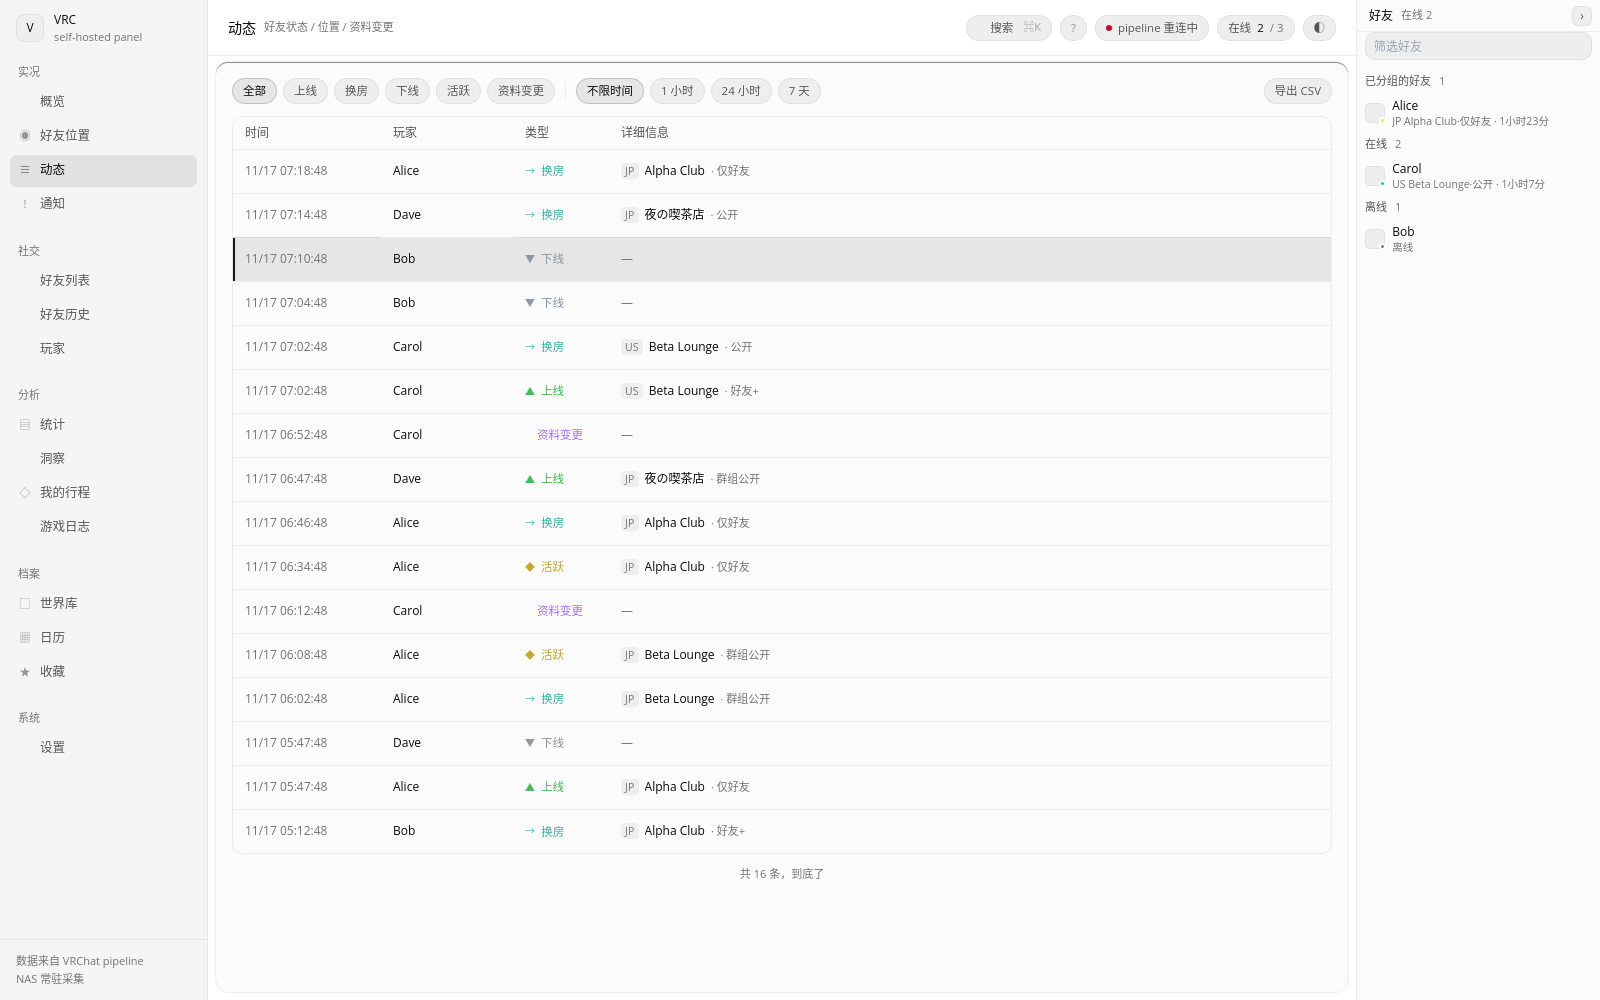 V
VRC
self-hosted panel
实况
概览
◉ 好友位置
≡ 动态
! 通知
社交
好友列表
好友历史
玩家
分析
▤ 统计
洞察
◇ 我的行程
游戏日志
档案
□ 世界库
▦ 日历
★ 收藏
系统
设置
数据来自 VRChat pipeline
NAS 常驻采集
动态 好友状态 / 位置 / 资料变更
搜索 ⌘K
?
pipeline 重连中
在线 2 / 3
◐
全部 上线 换房 下线 活跃 资料变更 不限时间 1 小时 24 小时 7 天 导出 CSV
时间 玩家 类型 详细信息
11/17 07:18:48 Alice → 换房 JP Alpha Club · 仅好友
11/17 07:14:48 Dave → 换房 JP 夜の喫茶店 · 公开
11/17 07:10:48 Bob ▼ 下线 —
11/17 07:04:48 Bob ▼ 下线 —
11/17 07:02:48 Carol → 换房 US Beta Lounge · 公开
11/17 07:02:48 Carol ▲ 上线 US Beta Lounge · 好友+
11/17 06:52:48 Carol 资料变更 —
11/17 06:47:48 Dave ▲ 上线 JP 夜の喫茶店 · 群组公开
11/17 06:46:48 Alice → 换房 JP Alpha Club · 仅好友
11/17 06:34:48 Alice ◆ 活跃 JP Alpha Club · 仅好友
11/17 06:12:48 Carol 资料变更 —
11/17 06:08:48 Alice ◆ 活跃 JP Beta Lounge · 群组公开
11/17 06:02:48 Alice → 换房 JP Beta Lounge · 群组公开
11/17 05:47:48 Dave ▼ 下线 —
11/17 05:47:48 Alice ▲ 上线 JP Alpha Club · 仅好友
11/17 05:12:48 Bob → 换房 JP Alpha Club · 好友+
共 16 条，到底了
好友 在线 2 ›
筛选好友
已分组的好友 1
Alice
JP Alpha Club·仅好友 · 1小时23分
在线 2
Carol
US Beta Lounge·公开 · 1小时7分
离线 1
Bob
离线